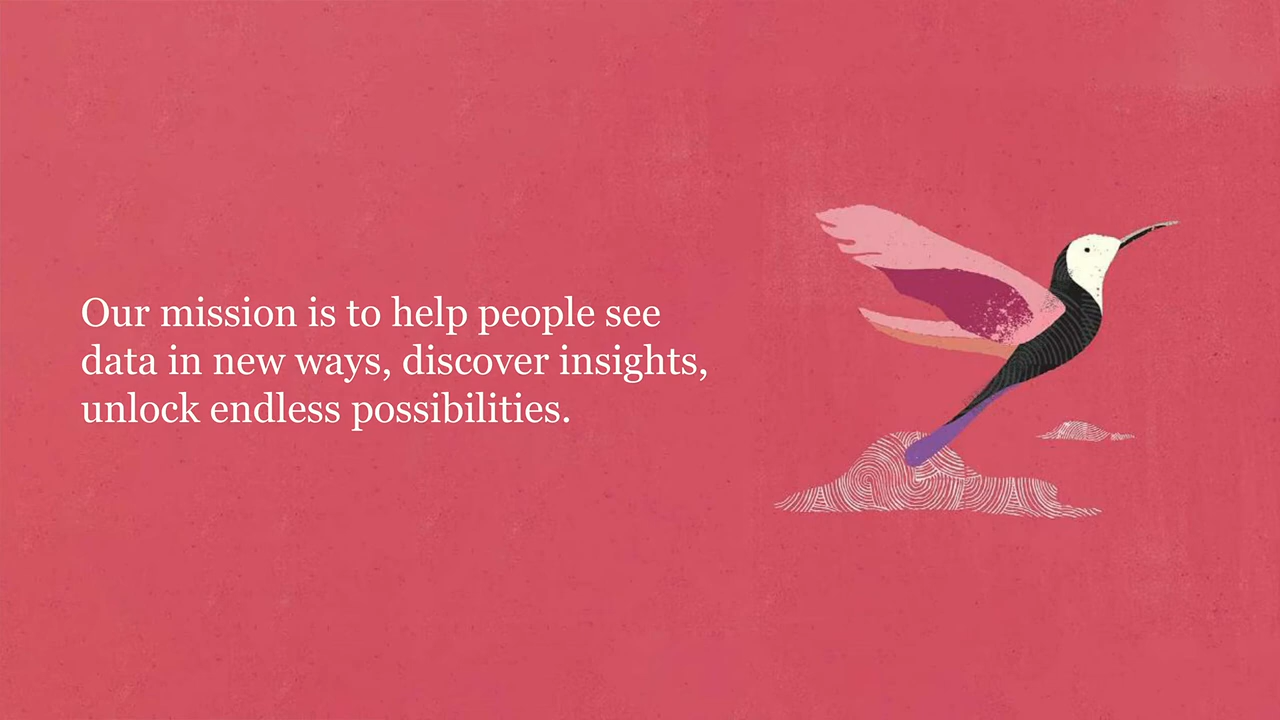 Our mission is to help people see
data in new ways, discover insights,
unlock endless possibilities.